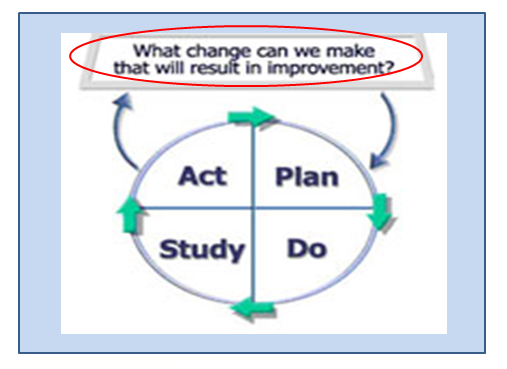 What change can we make
that will result in improvement?
Act Plan
Study Do